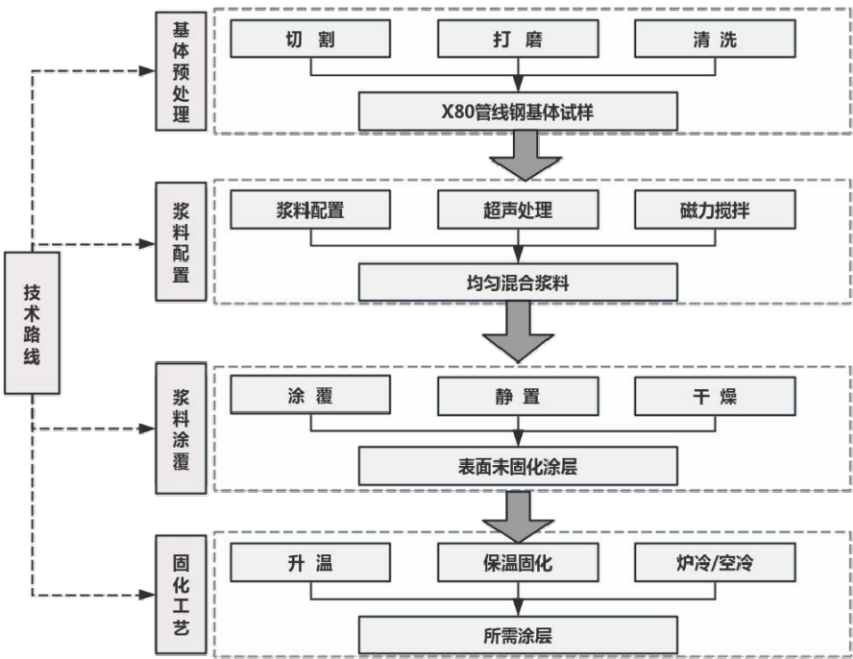 技术路线
基体预处理
切 割
打 磨
清 洗
X80管线钢基体试样
浆料配置
浆料配置
超声处理
磁力搅拌
均匀混合浆料
浆料涂覆
涂 覆
静 置
干 燥
表面未固化涂层
固化工艺
升 温
保温固化
炉冷/空冷
所需涂层